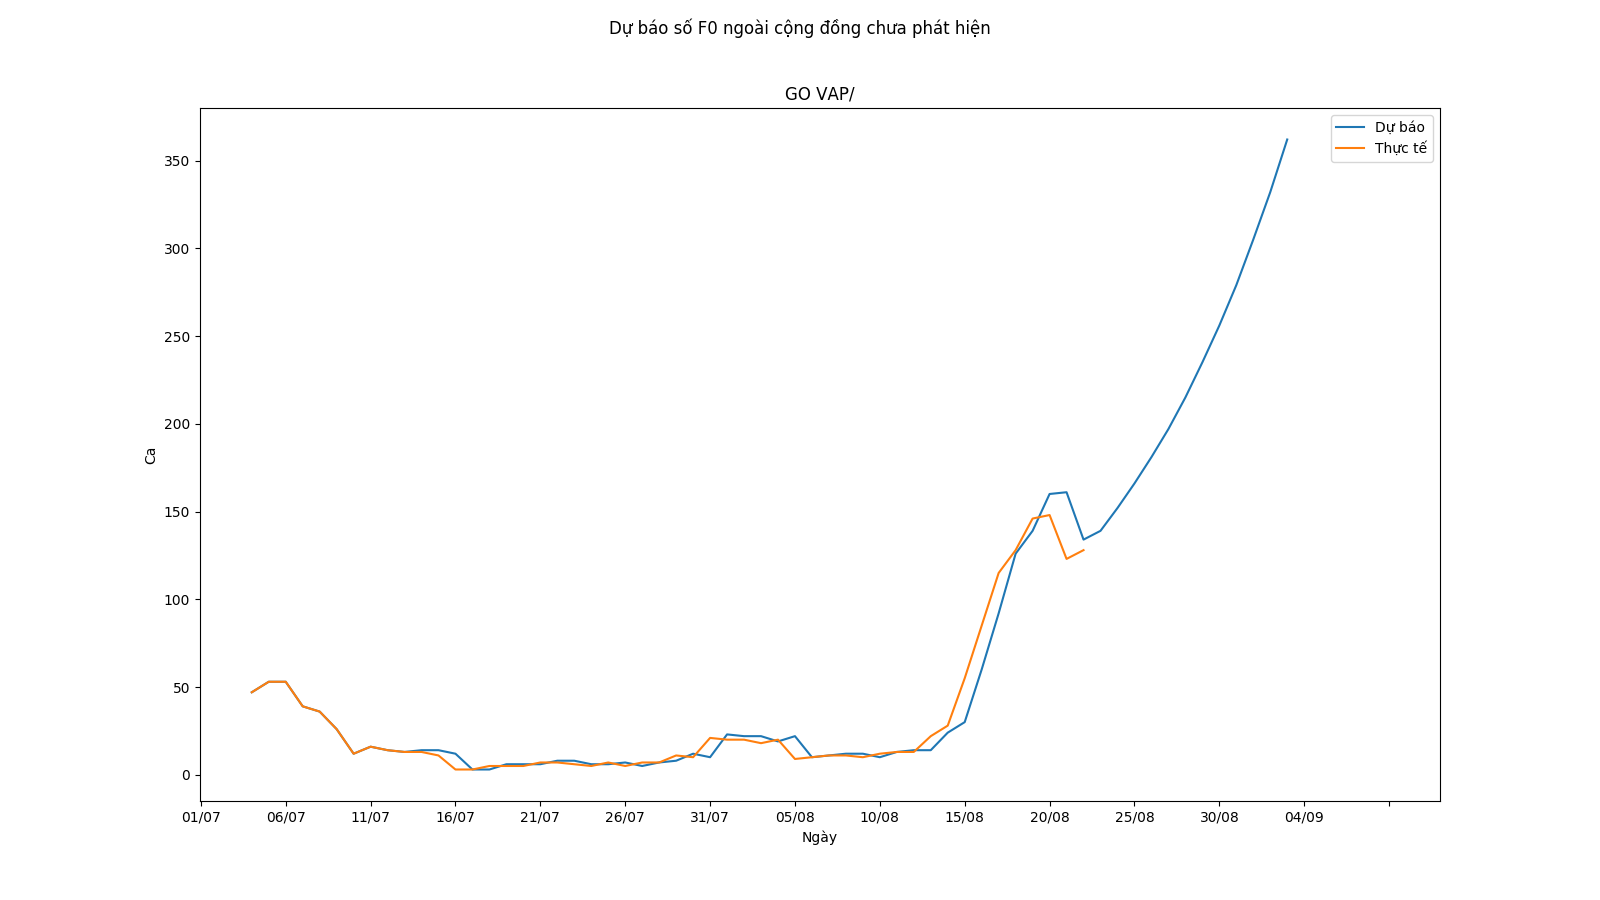 Dự báo số F0 ngoài cộng đồng chưa phát hiện
GO VAP/
Dự báo
Thực tế
350
300
250
200
150
100
50
0
Ca
01/07 06/07 11/07 16/07 21/07 26/07 31/07 05/08 10/08 15/08 20/08 25/08 30/08 04/09
Ngày